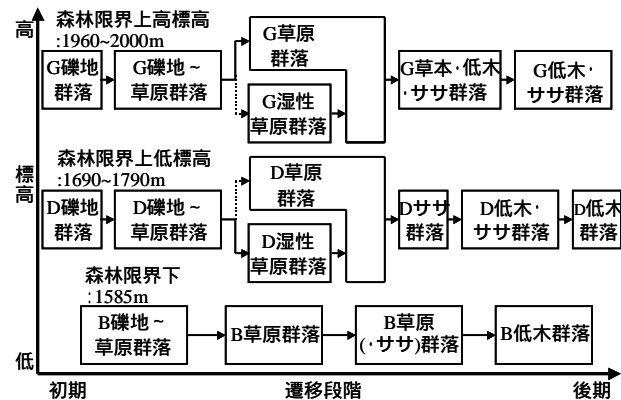 高
森林限界上高標高
:1960~2000m
G礫地
群落
G礫地~
草原群落
G草原
群落
G湿性
草原群落
G草本·低木
·ササ群落
G低木·
ササ群落
標高
森林限界上低標高
:1690~1790m
D礫地
群落
D礫地~
草原群落
D草原
群落
D湿性
草原群落
Dササ
群落
D低木·
ササ群落
D低木
群落
森林限界下
:1585m
B礫地~
草原群落
B草原群落
B草原
(·ササ)群落
B低木群落
低
初期
遷移段階
後期